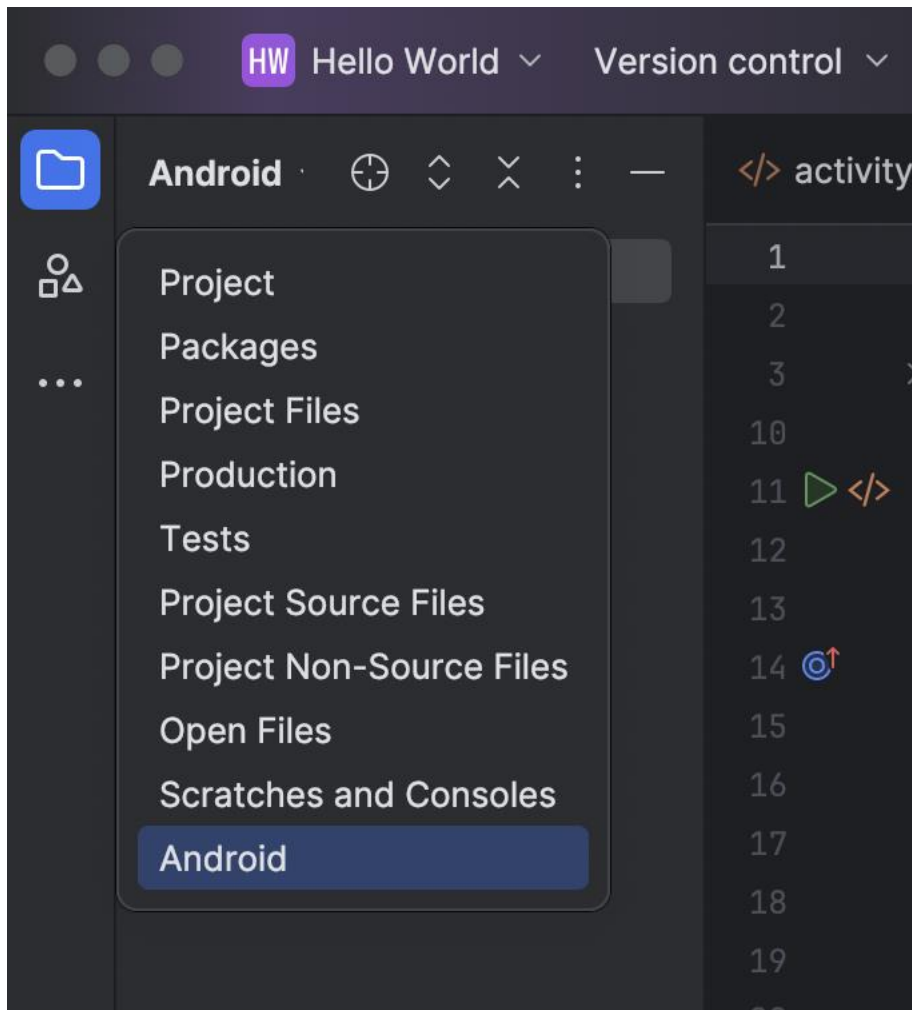 HW Hello World Version control
Android </> activity
Project
Packages
Project Files
Production
Tests
Project Source Files
Project Non-Source Files
Open Files
Scratches and Consoles
Android
1
2
3
10
11 </>
12
13
14
15
16
17
18
19